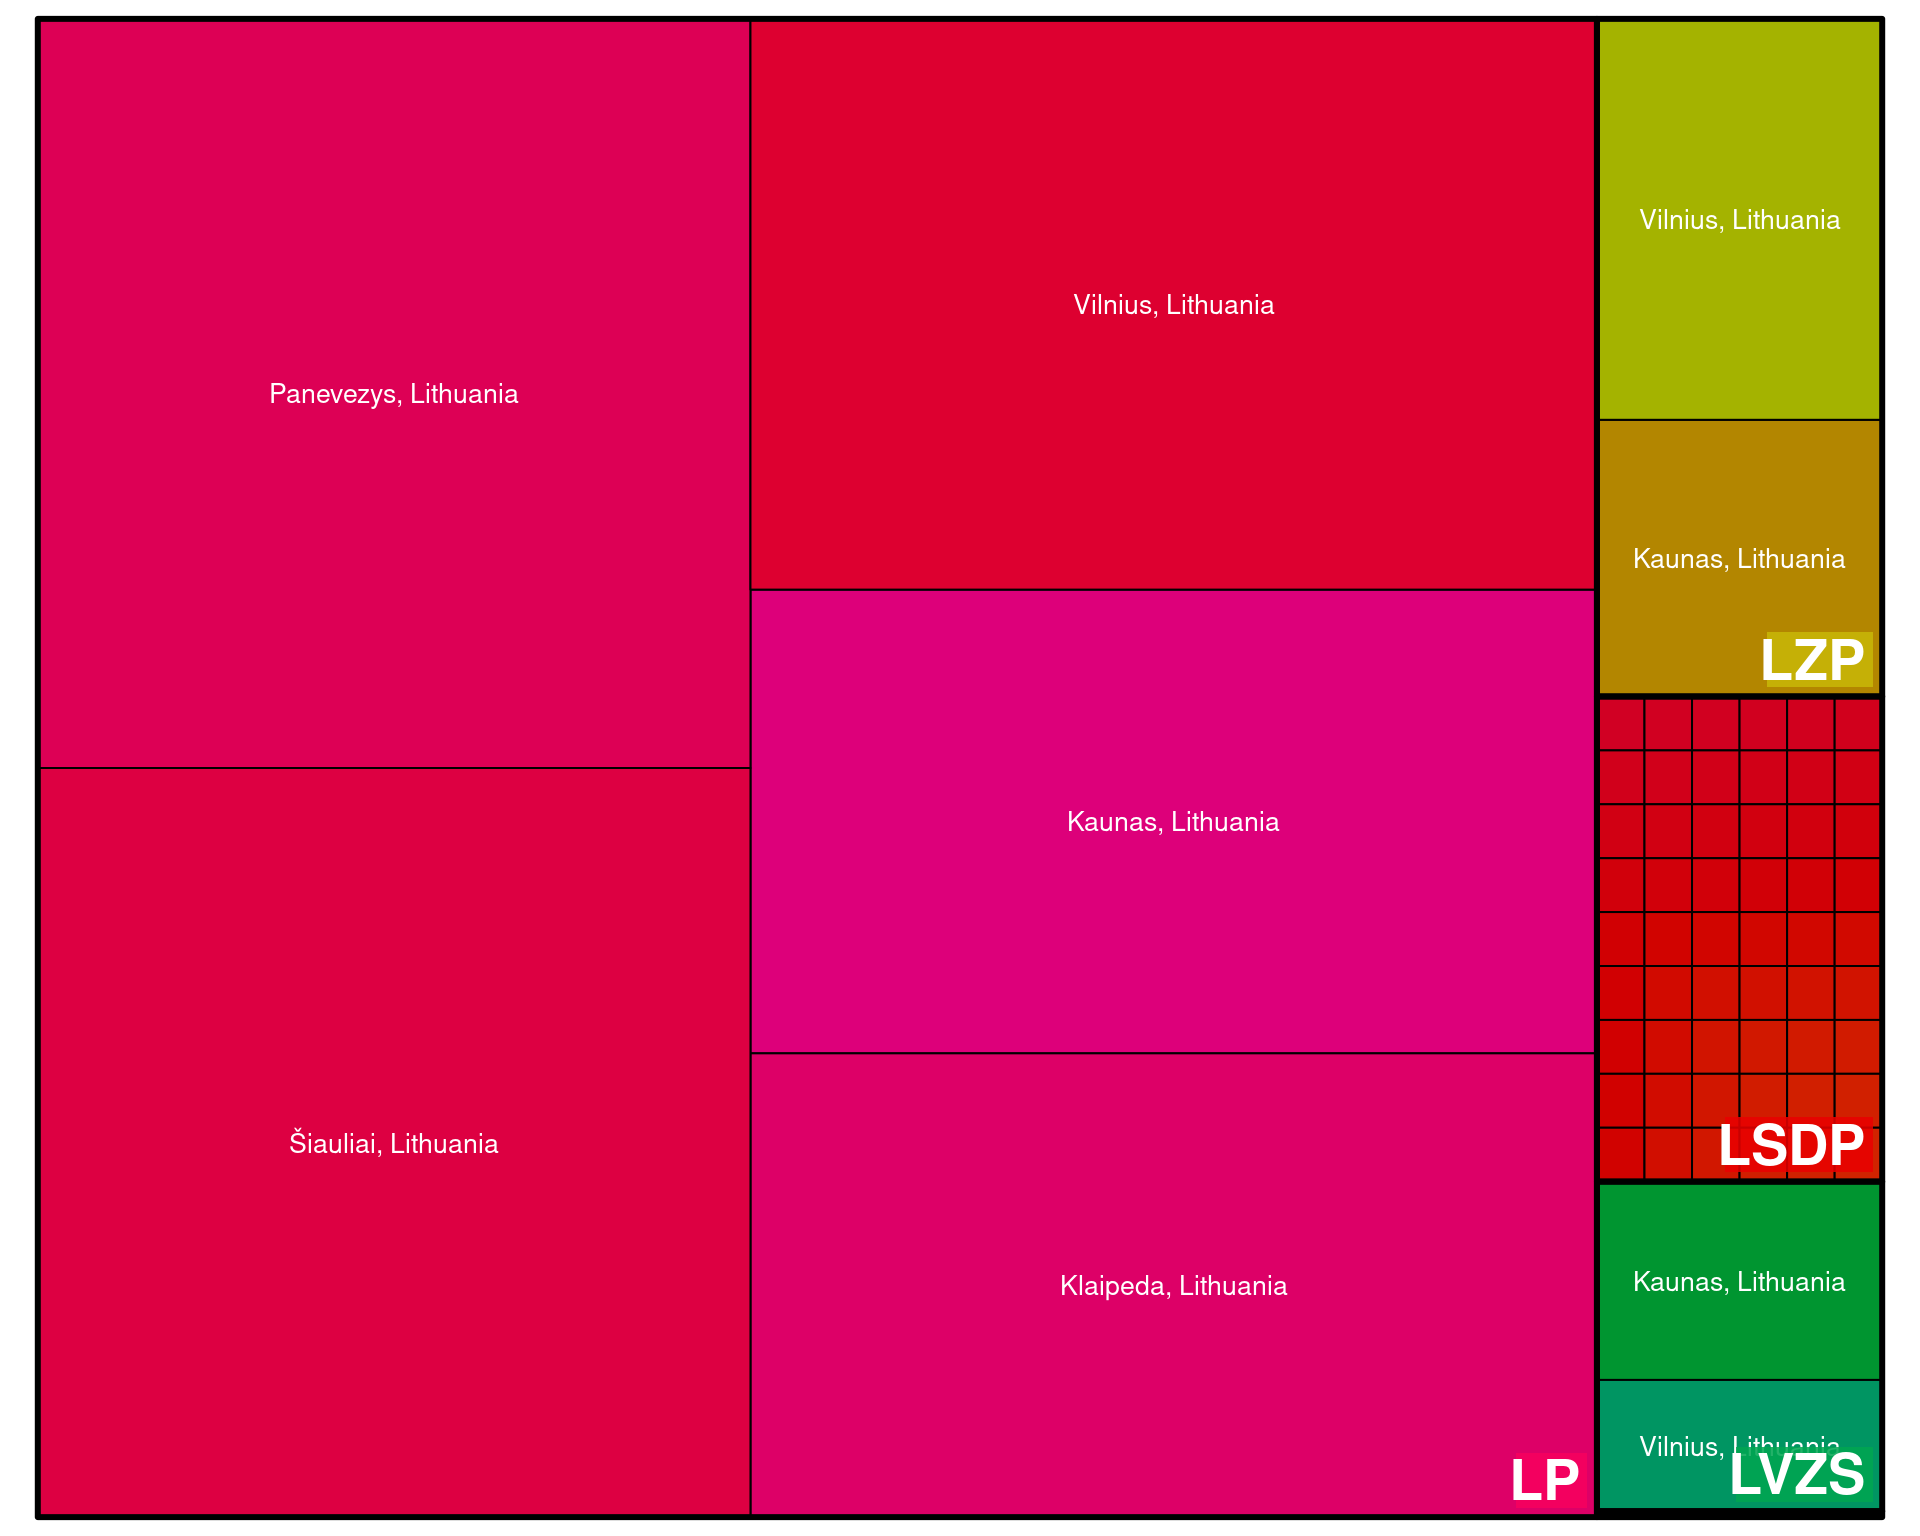 Panevezys, Lithuania
Šiauliai, Lithuania
Vilnius, Lithuania
Kaunas, Lithuania
Klaipeda, Lithuania
LP
Vilnius, Lithuania
Kaunas, Lithuania
LZP
LSDP
Kaunas, Lithuania
Vilnius, Lithuania
LVZS